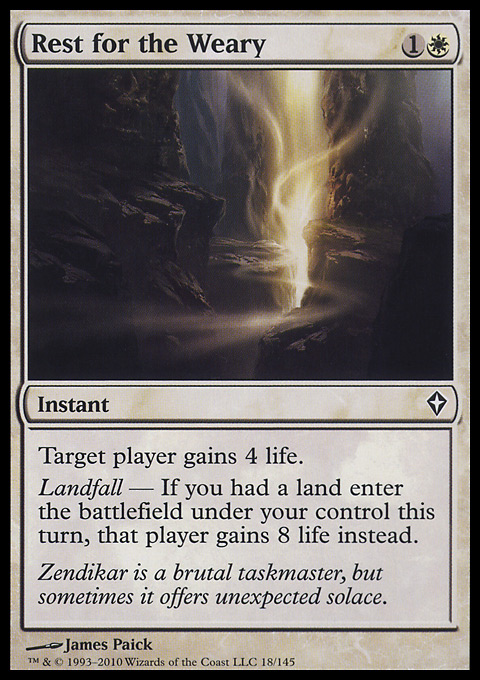 Rest for the Weary 1
Instant
Target player gains 4 life.
Landfall — If you had a land enter
the battlefield under your control this
turn, that player gains 8 life instead.
Zendikar is a brutal taskmaster, but
sometimes it offers unexpected solace.
James Paick
™ & © 1993–2010 Wizards of the Coast LLC 18/145